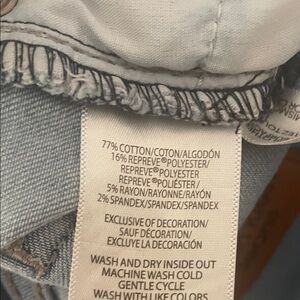 77% COTTON/COTON/ALGODÓN
16% REPREVE®POLYESTER/
REPREVE®POLYESTER
REPREVE®POLIÉSTER/
5% RAYON/RAYONNE/RAYÓN
2% SPANDEX/SPANDEX/SPANDEX
EXCLUSIVE OF DECORATION/
SAUF DÉCORATION/
EXCLUYE LA DECORACIÓN
WASH AND DRY INSIDE OUT
MACHINE WASH COLD
GENTLE CYCLE
WASH WITH LIKE COLORS